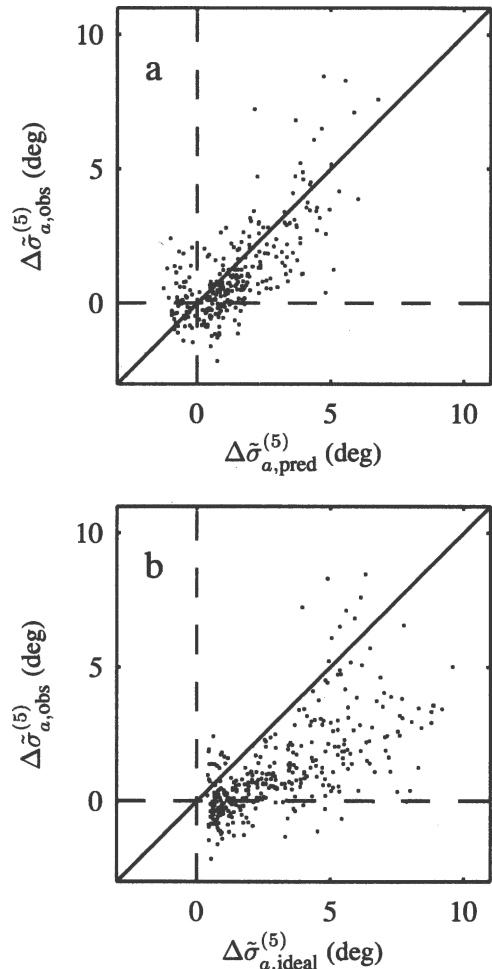 10
a
5
0
0 5 10
Δσ̃_{a,obs}^{(5)} (deg)
Δσ̃_{a,pred}^{(5)} (deg)
10
b
5
0
0 5 10
Δσ̃_{a,obs}^{(5)} (deg)
Δσ̃_{a,ideal}^{(5)} (deg)